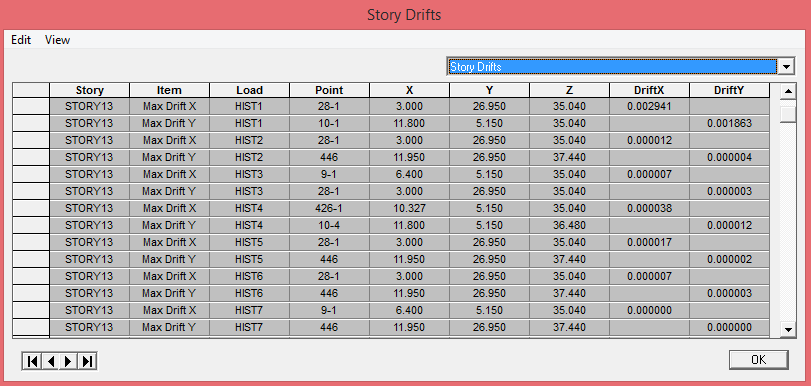 Story Drifts
Edit View
Story Drifts
Story Item Load Point X Y Z DriftX DriftY
STORY13 Max Drift X HIST1 28-1 3.000 26.950 35.040 0.002941
STORY13 Max Drift Y HIST1 10-1 11.800 5.150 35.040 0.001863
STORY13 Max Drift X HIST2 28-1 3.000 26.950 35.040 0.000012
STORY13 Max Drift Y HIST2 446 11.950 26.950 37.440 0.000004
STORY13 Max Drift X HIST3 9-1 6.400 5.150 35.040 0.000007
STORY13 Max Drift Y HIST3 28-1 3.000 26.950 35.040 0.000003
STORY13 Max Drift X HIST4 426-1 10.327 5.150 35.040 0.000038
STORY13 Max Drift Y HIST4 10-4 11.800 5.150 36.480 0.000012
STORY13 Max Drift X HIST5 28-1 3.000 26.950 35.040 0.000017
STORY13 Max Drift Y HIST5 446 11.950 26.950 37.440 0.000002
STORY13 Max Drift X HIST6 28-1 3.000 26.950 35.040 0.000007
STORY13 Max Drift Y HIST6 446 11.950 26.950 37.440 0.000003
STORY13 Max Drift X HIST7 9-1 6.400 5.150 35.040 0.000000
STORY13 Max Drift Y HIST7 446 11.950 26.950 37.440 0.000000
OK